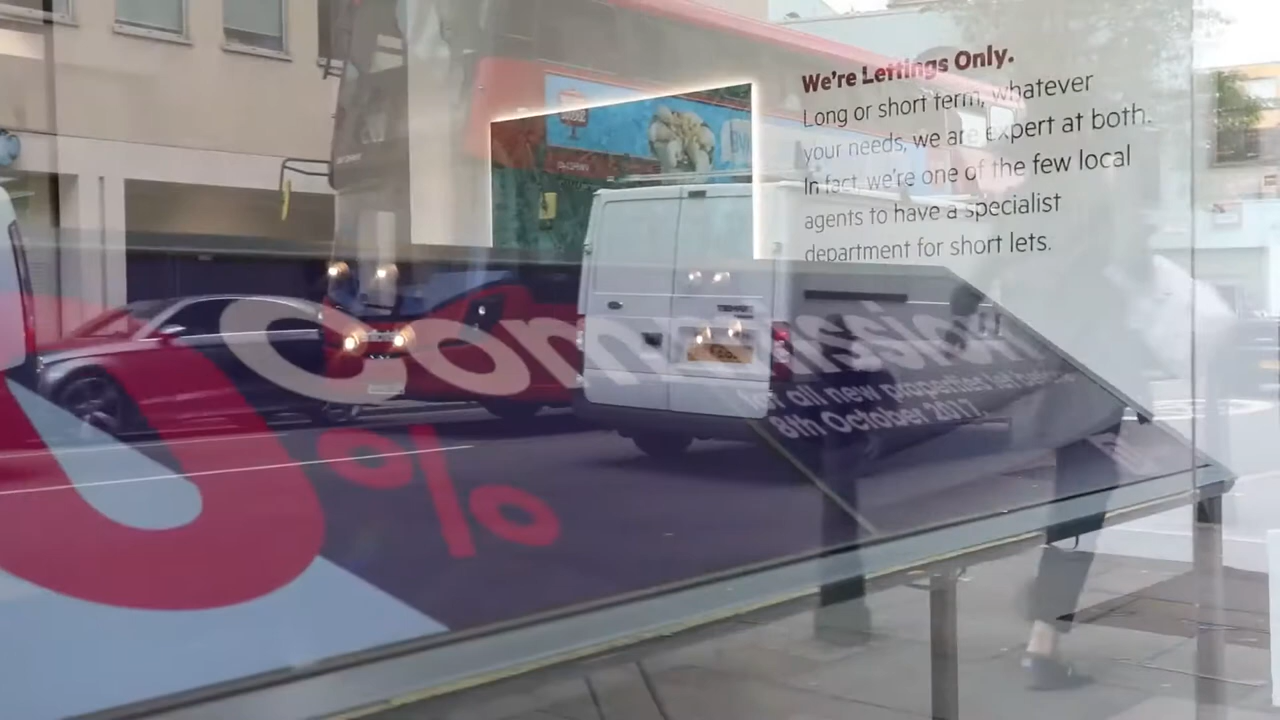 We're Lettings Only.
Long or short term, whatever
your needs, we are expert at both.
In fact, we're one of the few local
agents to have a specialist
department for short lets.
0%
Commission
for all new properties let
8th October 2017.